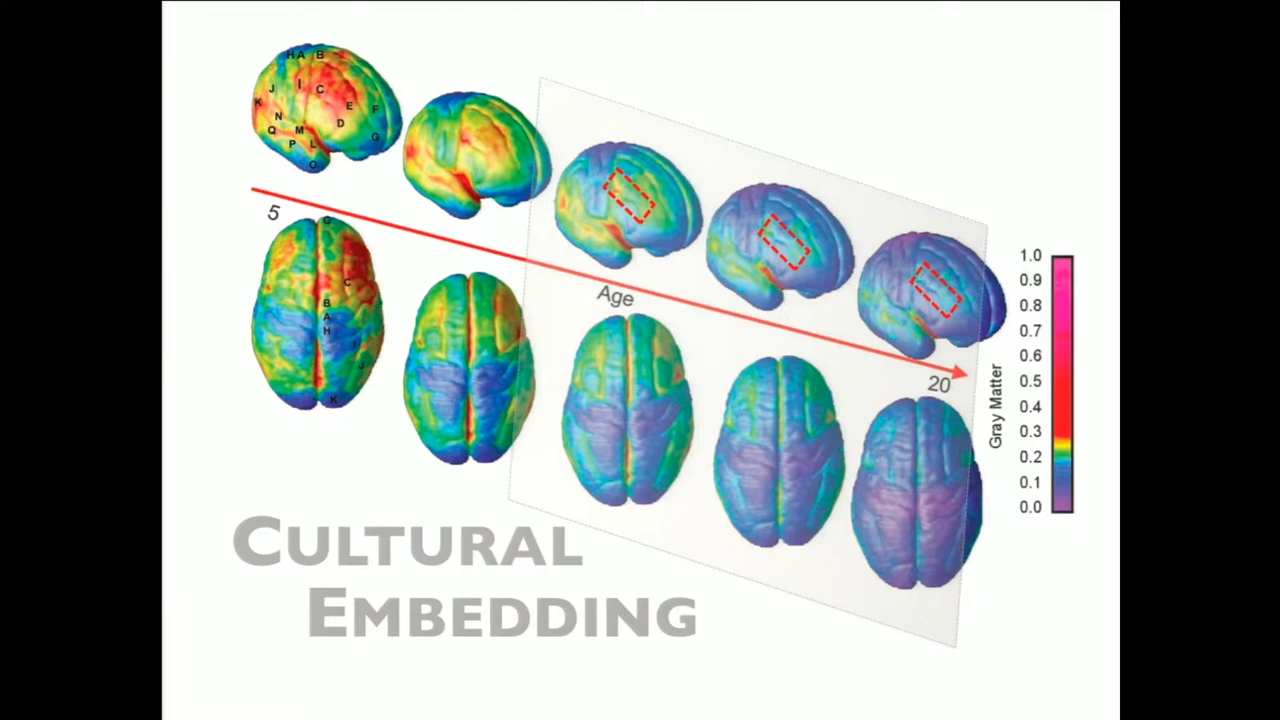 H A B
I
J C
K E F
N
Q M D G
P L
O
5
G
C
B
A
H
I
J
K
Age
20
1.0
0.9
0.8
0.7
0.6
0.5
0.4
0.3
0.2
0.1
0.0
Gray Matter
CULTURAL
EMBEDDING